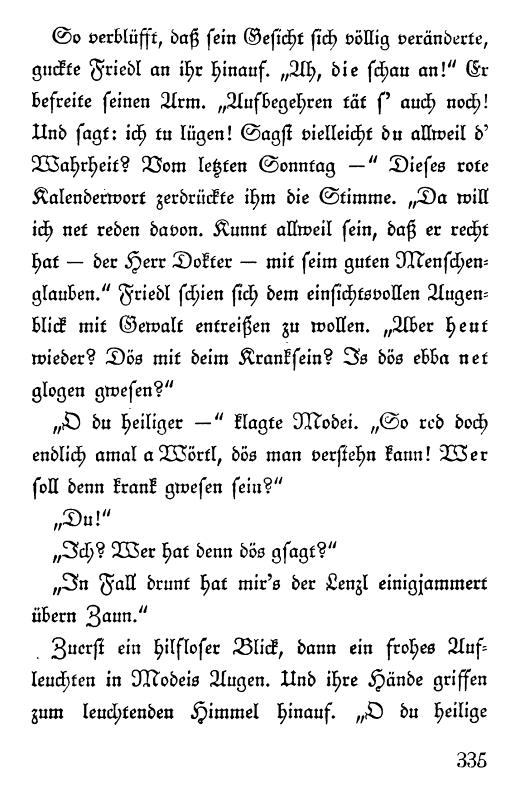 So verblüfft, daß sein Gesicht sich völlig veränderte,
guckte Friedl an ihr hinauf. „Ah, die schau an!“ Er
befreite seinen Arm. „Aufbegehren tät s' auch noch!
Und sagt: ich tu lügen! Sagst vielleicht du allweil d'
Wahrheit? Vom letzten Sonntag —“ Dieses rote
Kalenderwort zerdrückte ihm die Stimme. „Da will
ich net reden davon. Kunnt allweil sein, daß er recht
hat — der Herr Dokter — mit seim guten Menschen-
glauben.“ Friedl schien sich dem einsichtsvollen Augen-
blick mit Gewalt entreißen zu wollen. „Aber heut
wieder? Dös mit deim Kranksein? Is dös ebba net
glogen gwesen?“
„O du heiliger —“ klagte Modei. „So red doch
endlich amal a Wörtl, dös man verstehn kann! Wer
soll denn krank gwesen sein?“
„Du!“
„Ich? Wer hat denn dös gsagt?“
„In Fall drunt hat mir's der Lenzl einigjammert
übern Zaun.“
Zuerst ein hilfloser Blick, dann ein frohes Auf-
leuchten in Modeis Augen. Und ihre Hände griffen
zum leuchtenden Himmel hinauf. „O du heilige
335